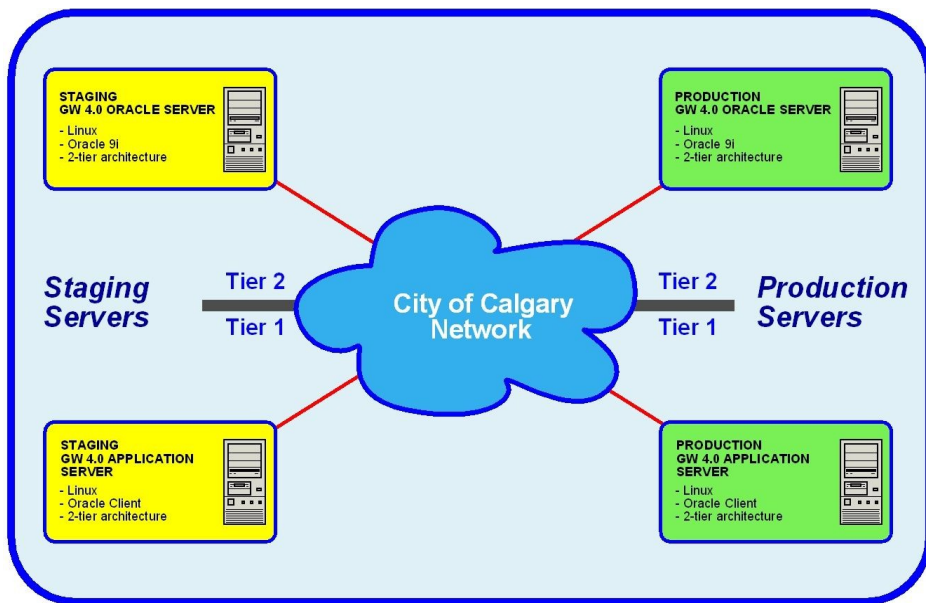 STAGING
GW 4.0 ORACLE SERVER
- Linux
- Oracle 9i
- 2-tier architecture
PRODUCTION
GW 4.0 ORACLE SERVER
- Linux
- Oracle 9i
- 2-tier architecture
Staging
Servers
Tier 2
Tier 1
City of Calgary
Network
Tier 2
Tier 1
Production
Servers
STAGING
GW 4.0 APPLICATION
SERVER
- Linux
- Oracle Client
- 2-tier architecture
PRODUCTION
GW 4.0 APPLICATION
SERVER
- Linux
- Oracle Client
- 2-tier architecture